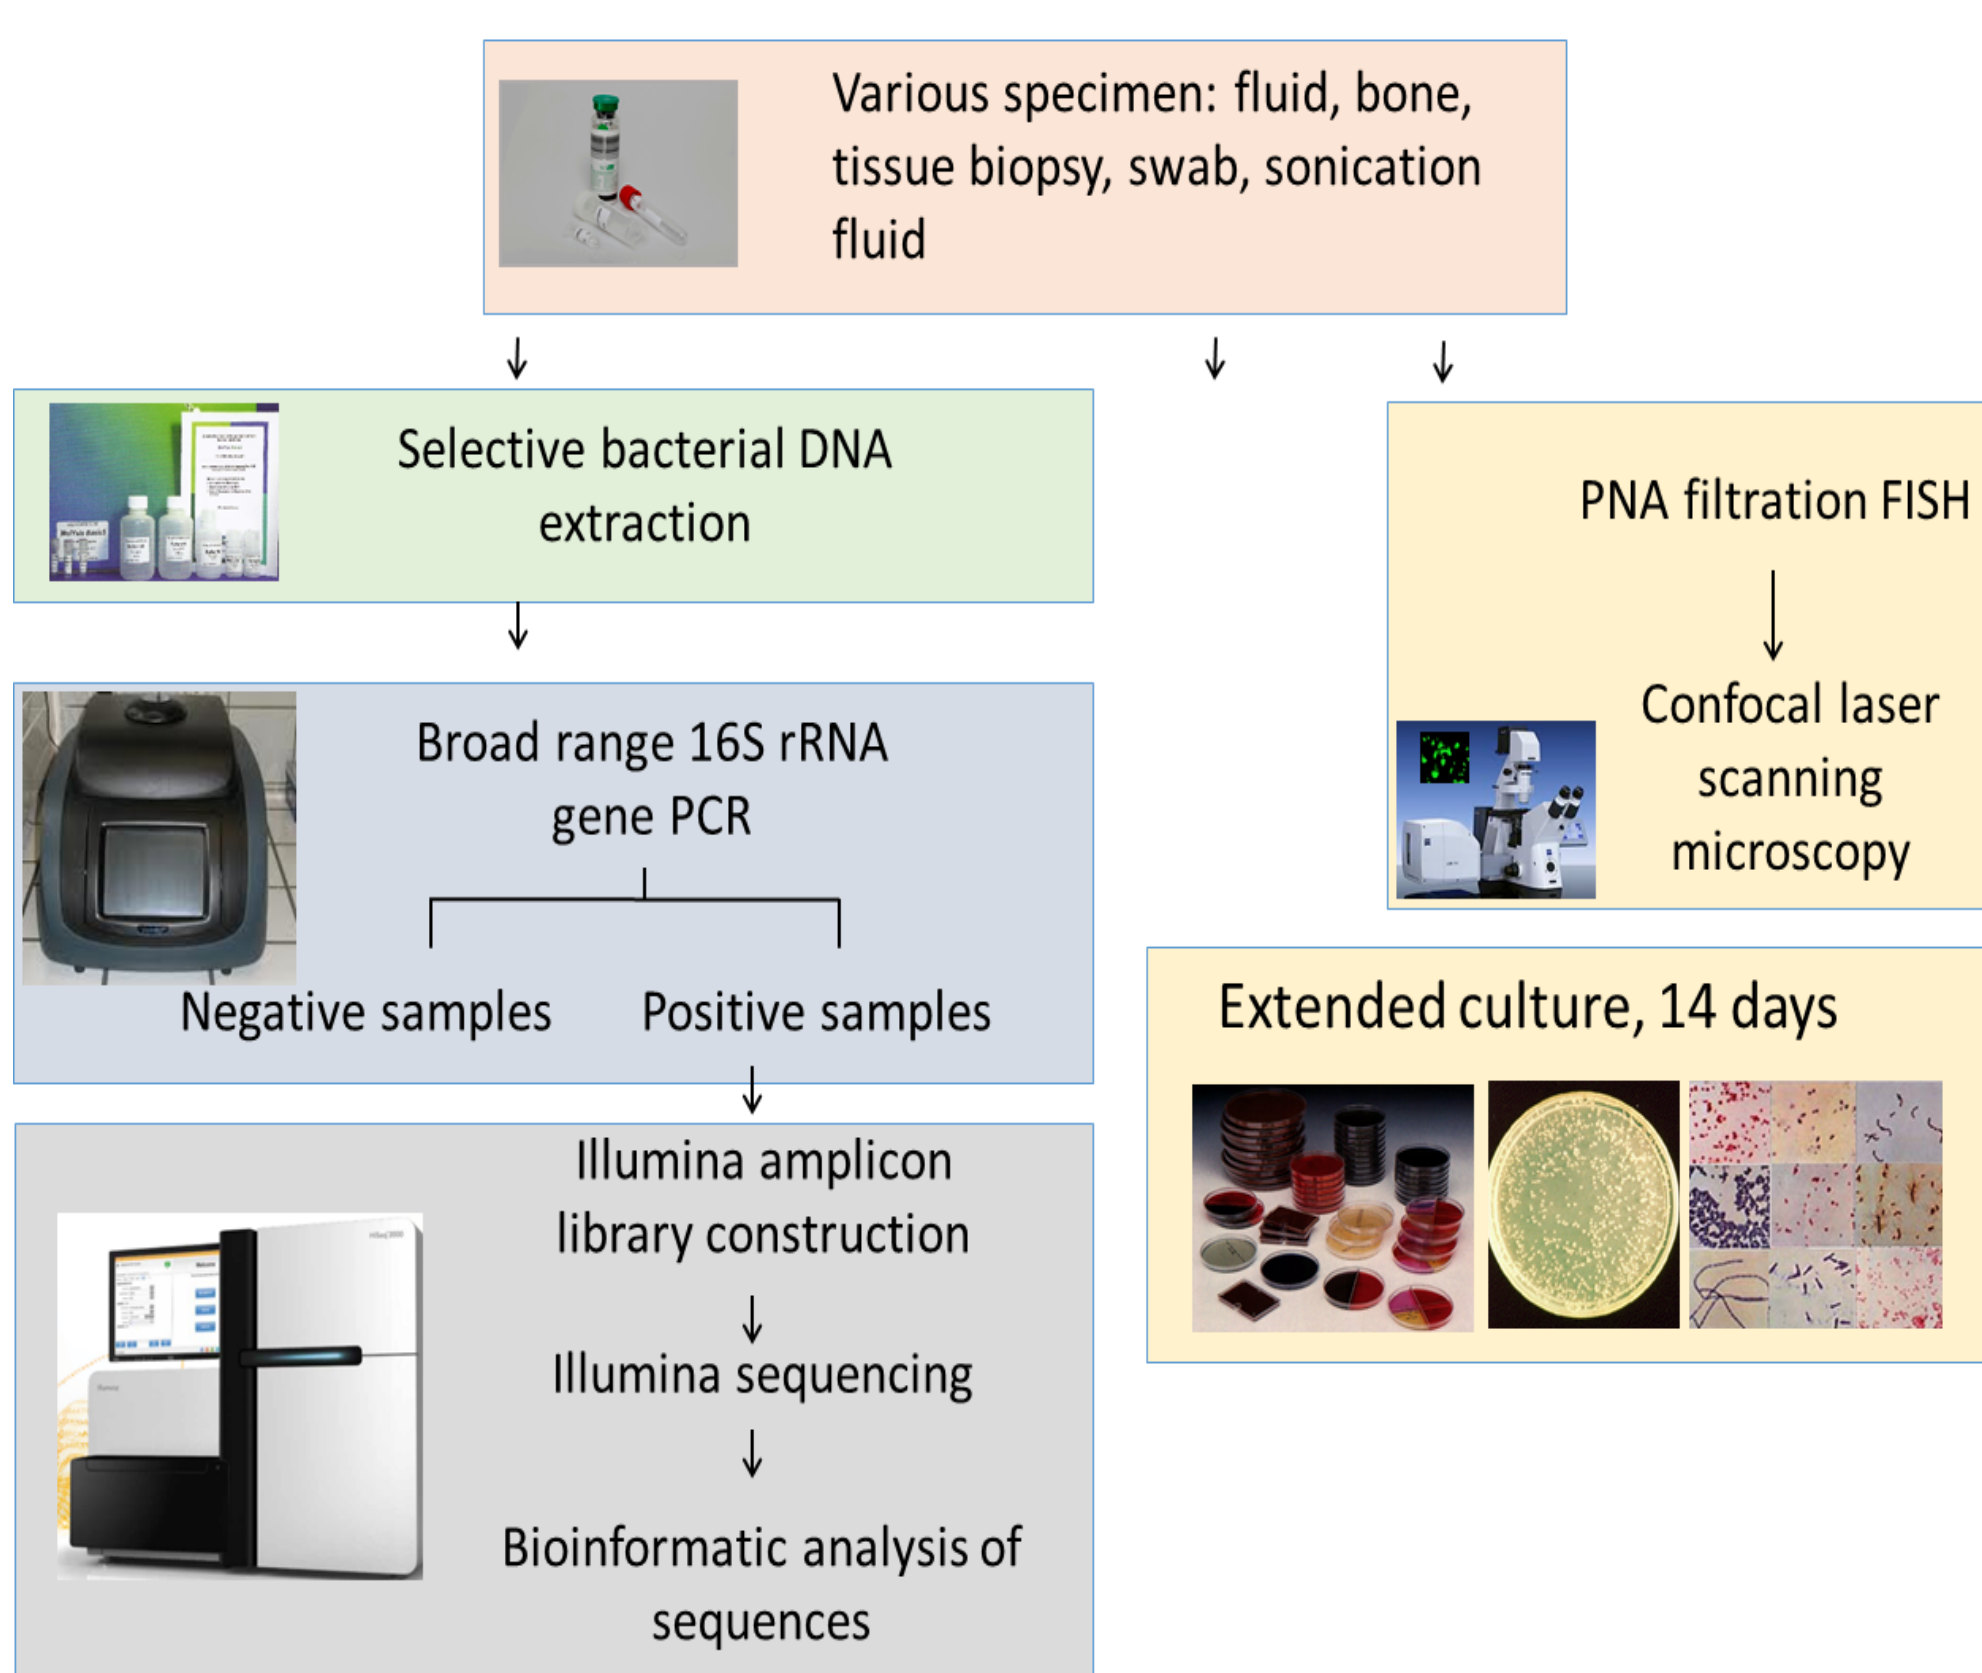 Various specimen: fluid, bone,
tissue biopsy, swab, sonication
fluid
Selective bacterial DNA
extraction
Broad range 16S rRNA
gene PCR
Negative samples
Positive samples
Illumina amplicon
library construction
Illumina sequencing
Bioinformatic analysis of
sequences
PNA filtration FISH
Confocal laser
scanning
microscopy
Extended culture, 14 days
Welcome